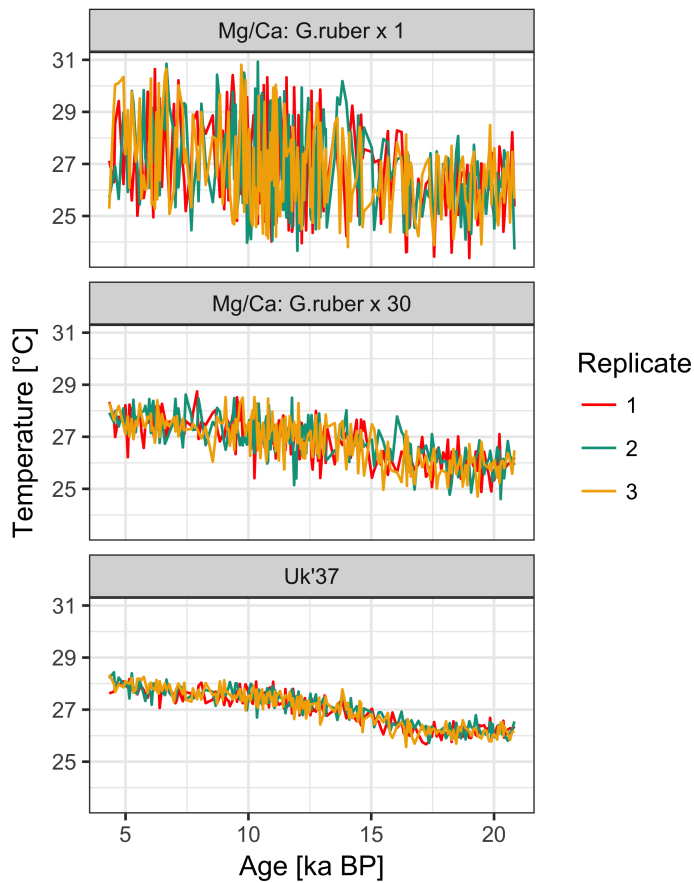 Mg/Ca: G.ruber x 1
31
29
27
25
Mg/Ca: G.ruber x 30
31
29
27
25
Uk'37
31
29
27
25
5 10 15 20
Age [ka BP]
Temperature [°C]
Replicate
1
2
3